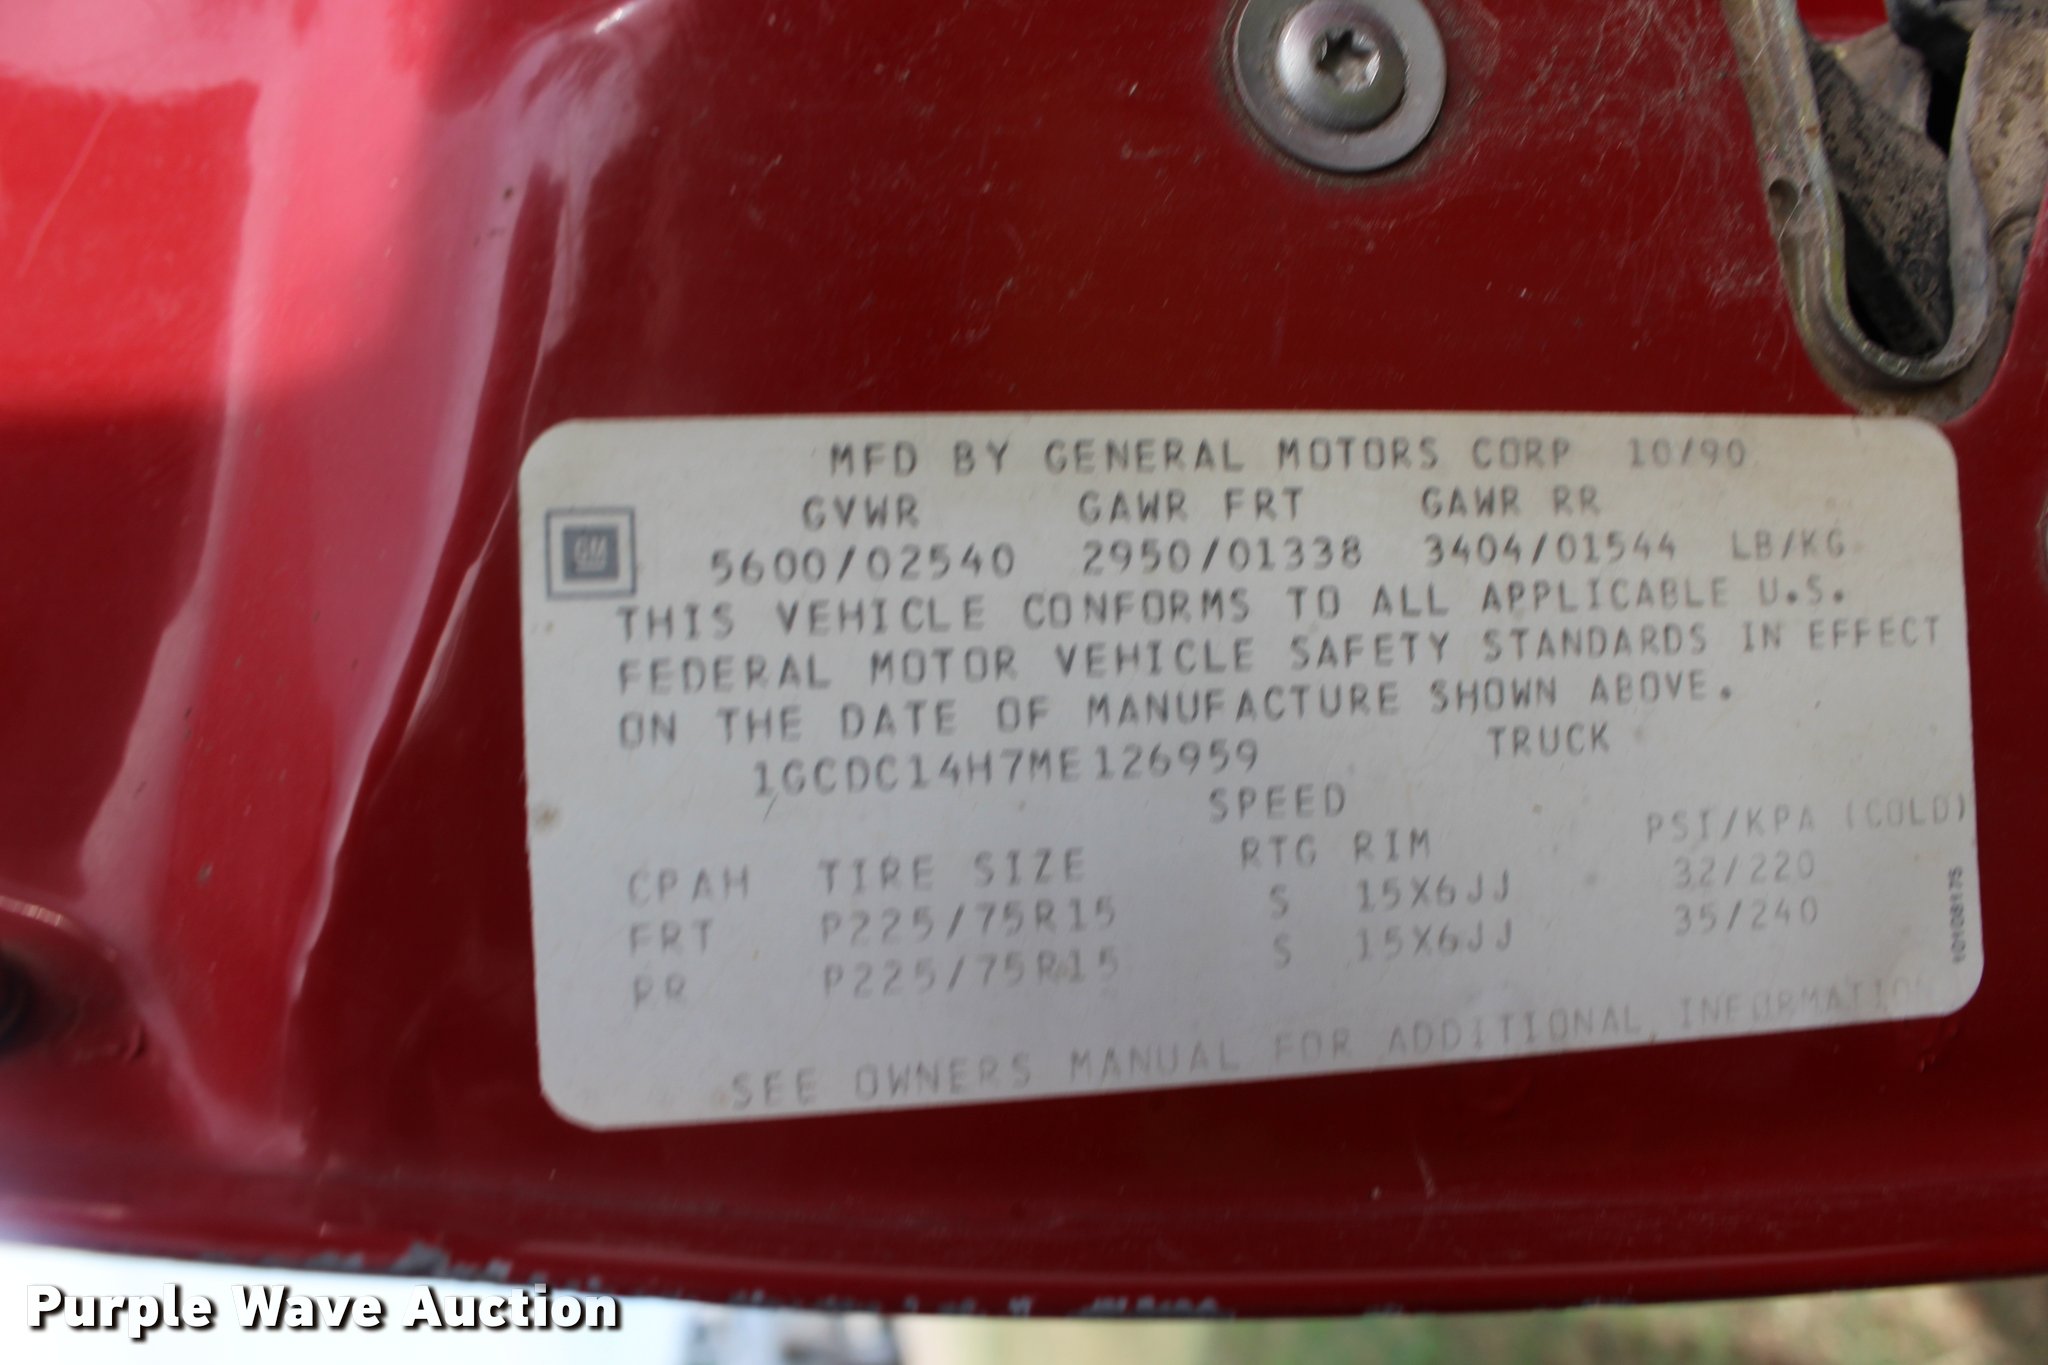 MFD BY GENERAL MOTORS CORP 10/90
GVWR GAWR FRT GAWR RR
GM
5600/02540 2950/01338 3404/01544 LB/KG
THIS VEHICLE CONFORMS TO ALL APPLICABLE U.S.
FEDERAL MOTOR VEHICLE SAFETY STANDARDS IN EFFECT
ON THE DATE OF MANUFACTURE SHOWN ABOVE.
1GCDC14H7ME126959 TRUCK
SPEED
CPAH TIRE SIZE RTG RIM PSI/KPA (COLD)
FRT P225/75R15 S 15X6JJ 32/220
RR P225/75R15 S 15X6JJ 35/240
SEE OWNERS MANUAL FOR ADDITIONAL INFORMATION
10108175
Purple Wave Auction